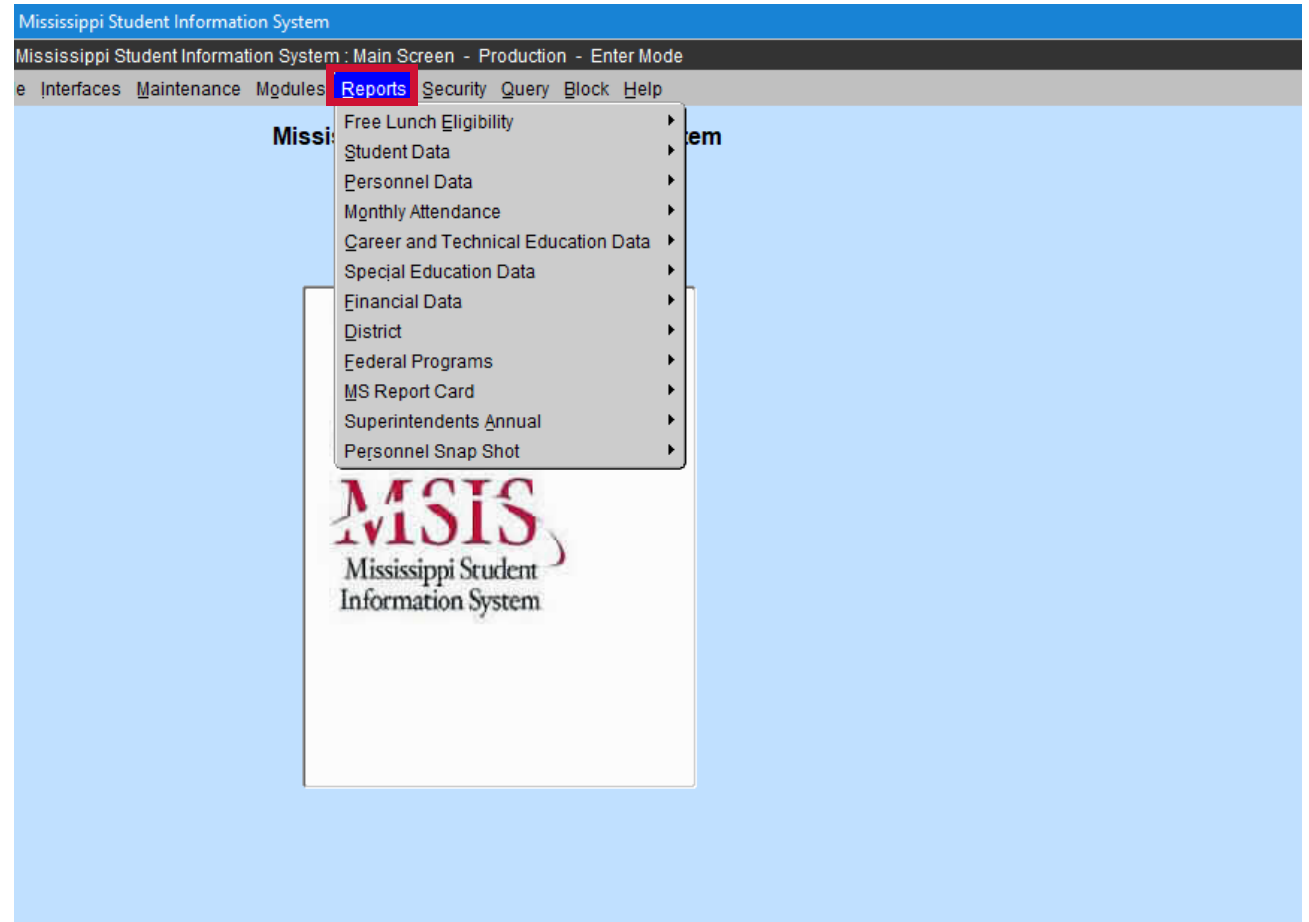 Mississippi Student Information System
Mississippi Student Information System : Main Screen - Production - Enter Mode
e Interfaces Maintenance Modules Reports Security Query Block Help
Missi tem
Free Lunch Eligibility
Student Data
Personnel Data
Monthly Attendance
Career and Technical Education Data
Special Education Data
Financial Data
District
Federal Programs
MS Report Card
Superintendents Annual
Personnel Snap Shot
MSIS
Mississippi Student
Information System